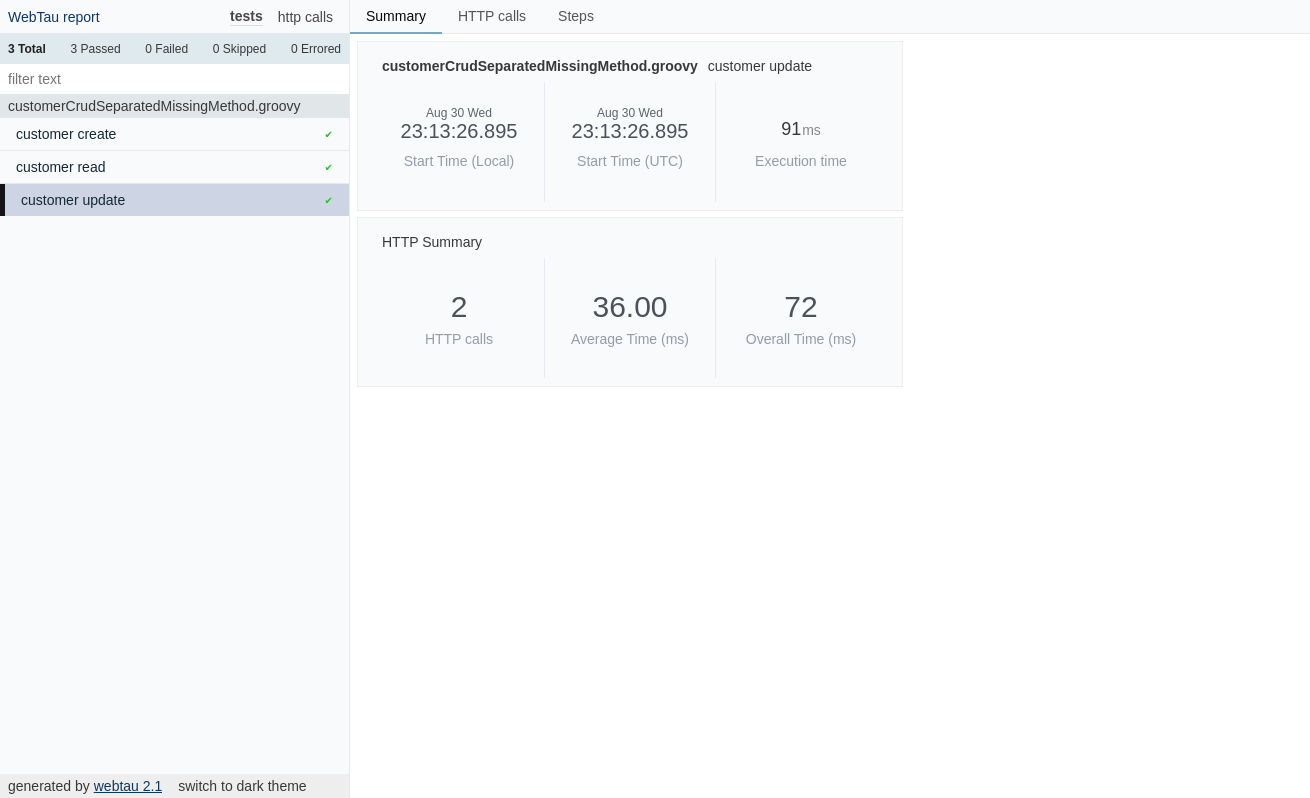 WebTau report tests http calls
3 Total 3 Passed 0 Failed 0 Skipped 0 Errored
filter text
customerCrudSeparatedMissingMethod.groovy
customer create ✔
customer read ✔
customer update ✔
generated by webtau 2.1 switch to dark theme
Summary HTTP calls Steps
customerCrudSeparatedMissingMethod.groovy customer update
Aug 30 Wed
23:13:26.895
Start Time (Local)
Aug 30 Wed
23:13:26.895
Start Time (UTC)
91ms
Execution time
HTTP Summary
2
HTTP calls
36.00
Average Time (ms)
72
Overall Time (ms)